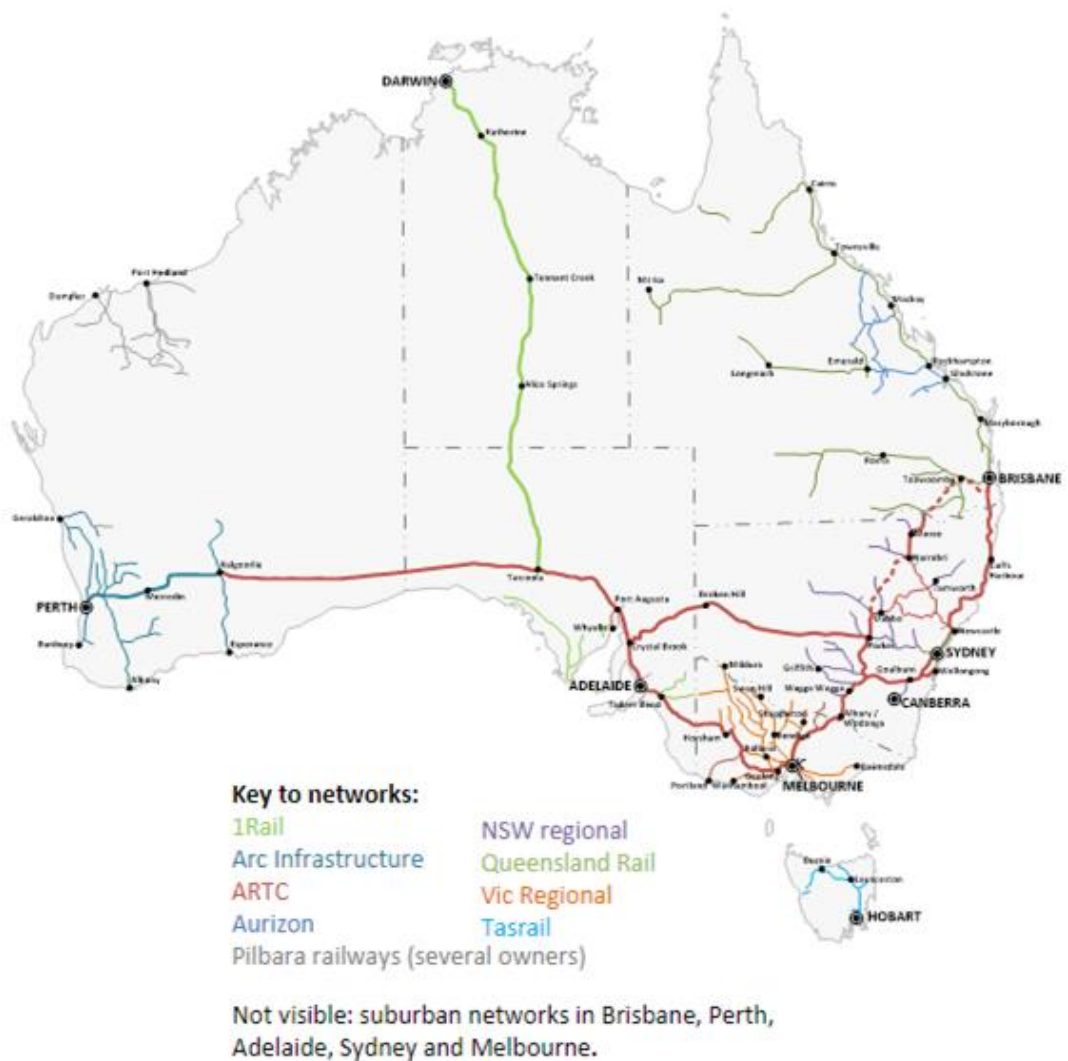 DARWIN
Katherine
Cairns
Townsville
Tennant Creek
Port Hedland
Dampier
Mt Isa
Mackay
Alice Springs
Longreach
Emerald
Rockhampton
Gladstone
Maryborough
Roma
Toowoomba
BRISBANE
Geraldton
Kalgoorlie
Tarcoola
Moree
Narrabri
Coffs
Harbour
Tamworth
PERTH
Merredin
Port Augusta
Broken Hill
Dubbo
Newcastle
Whyalla
Bunbury
Esperance
Crystal Brook
Parkes
SYDNEY
Albany
ADELAIDE
Mildura
Griffith
Goulburn
Wollongong
Tailem Bend
Swan Hill
Wagga Wagga
CANBERRA
Shepparton
Albury /
Wodonga
Horsham
Bendigo
Ballarat
Geelong
Bairnsdale
Portland
Warrnambool
MELBOURNE
Key to networks:
1Rail
NSW regional
Arc Infrastructure
Queensland Rail
ARTC
Vic Regional
Aurizon
Tasrail
Pilbara railways (several owners)
Burnie
Launceston
HOBART
Not visible: suburban networks in Brisbane, Perth,
Adelaide, Sydney and Melbourne.